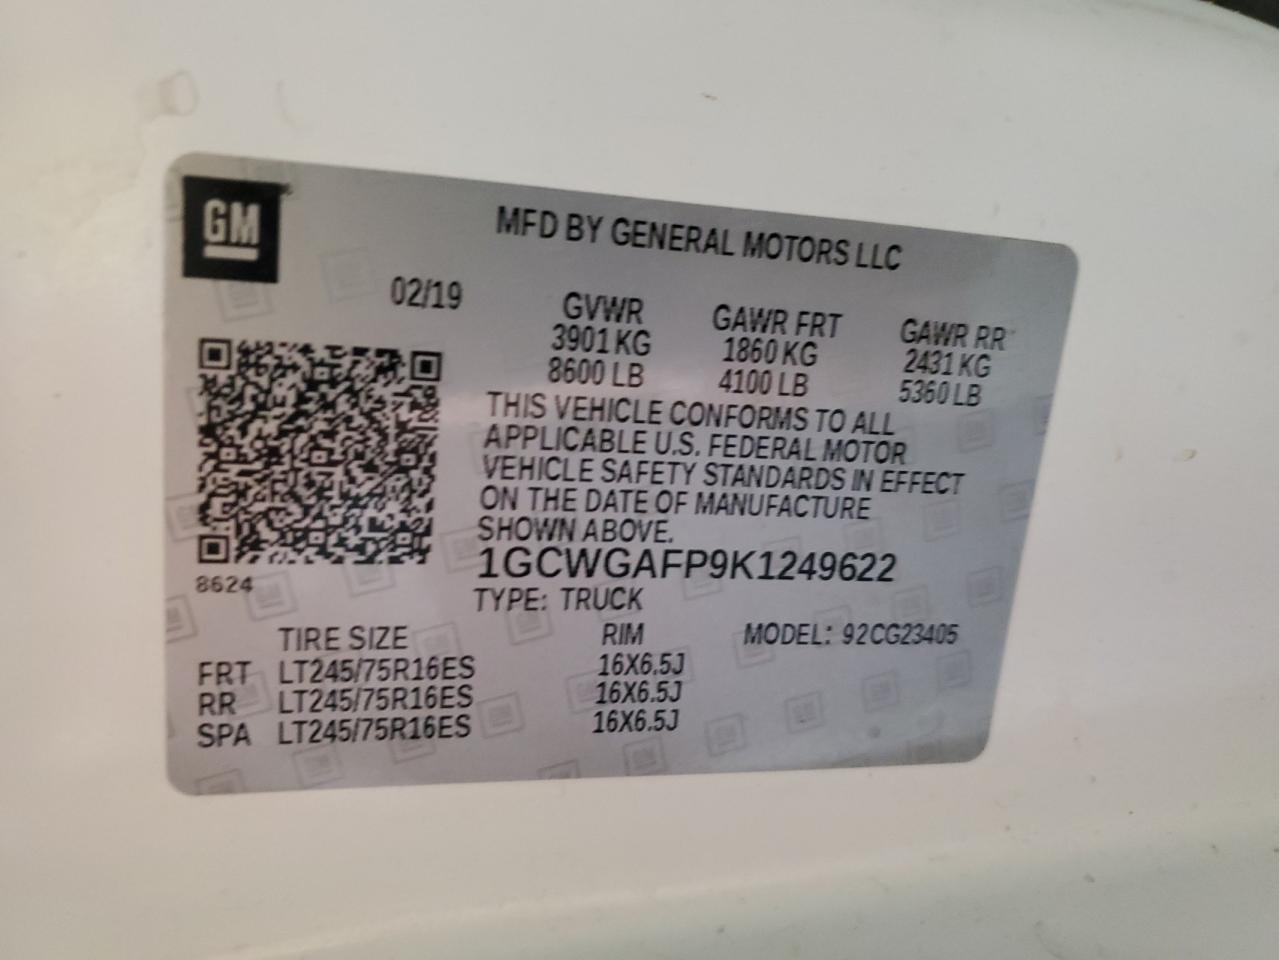 GM
MFD BY GENERAL MOTORS LLC
02/19
GVWR GAWR FRT GAWR RR
3901 KG 1860 KG 2431 KG
8600 LB 4100 LB 5360 LB
THIS VEHICLE CONFORMS TO ALL
APPLICABLE U.S. FEDERAL MOTOR
VEHICLE SAFETY STANDARDS IN EFFECT
ON THE DATE OF MANUFACTURE
SHOWN ABOVE.
1GCWGAFP9K1249622
8624
TYPE: TRUCK
TIRE SIZE RIM MODEL: 92CG23405
FRT LT245/75R16ES 16X6.5J
RR LT245/75R16ES 16X6.5J
SPA LT245/75R16ES 16X6.5J